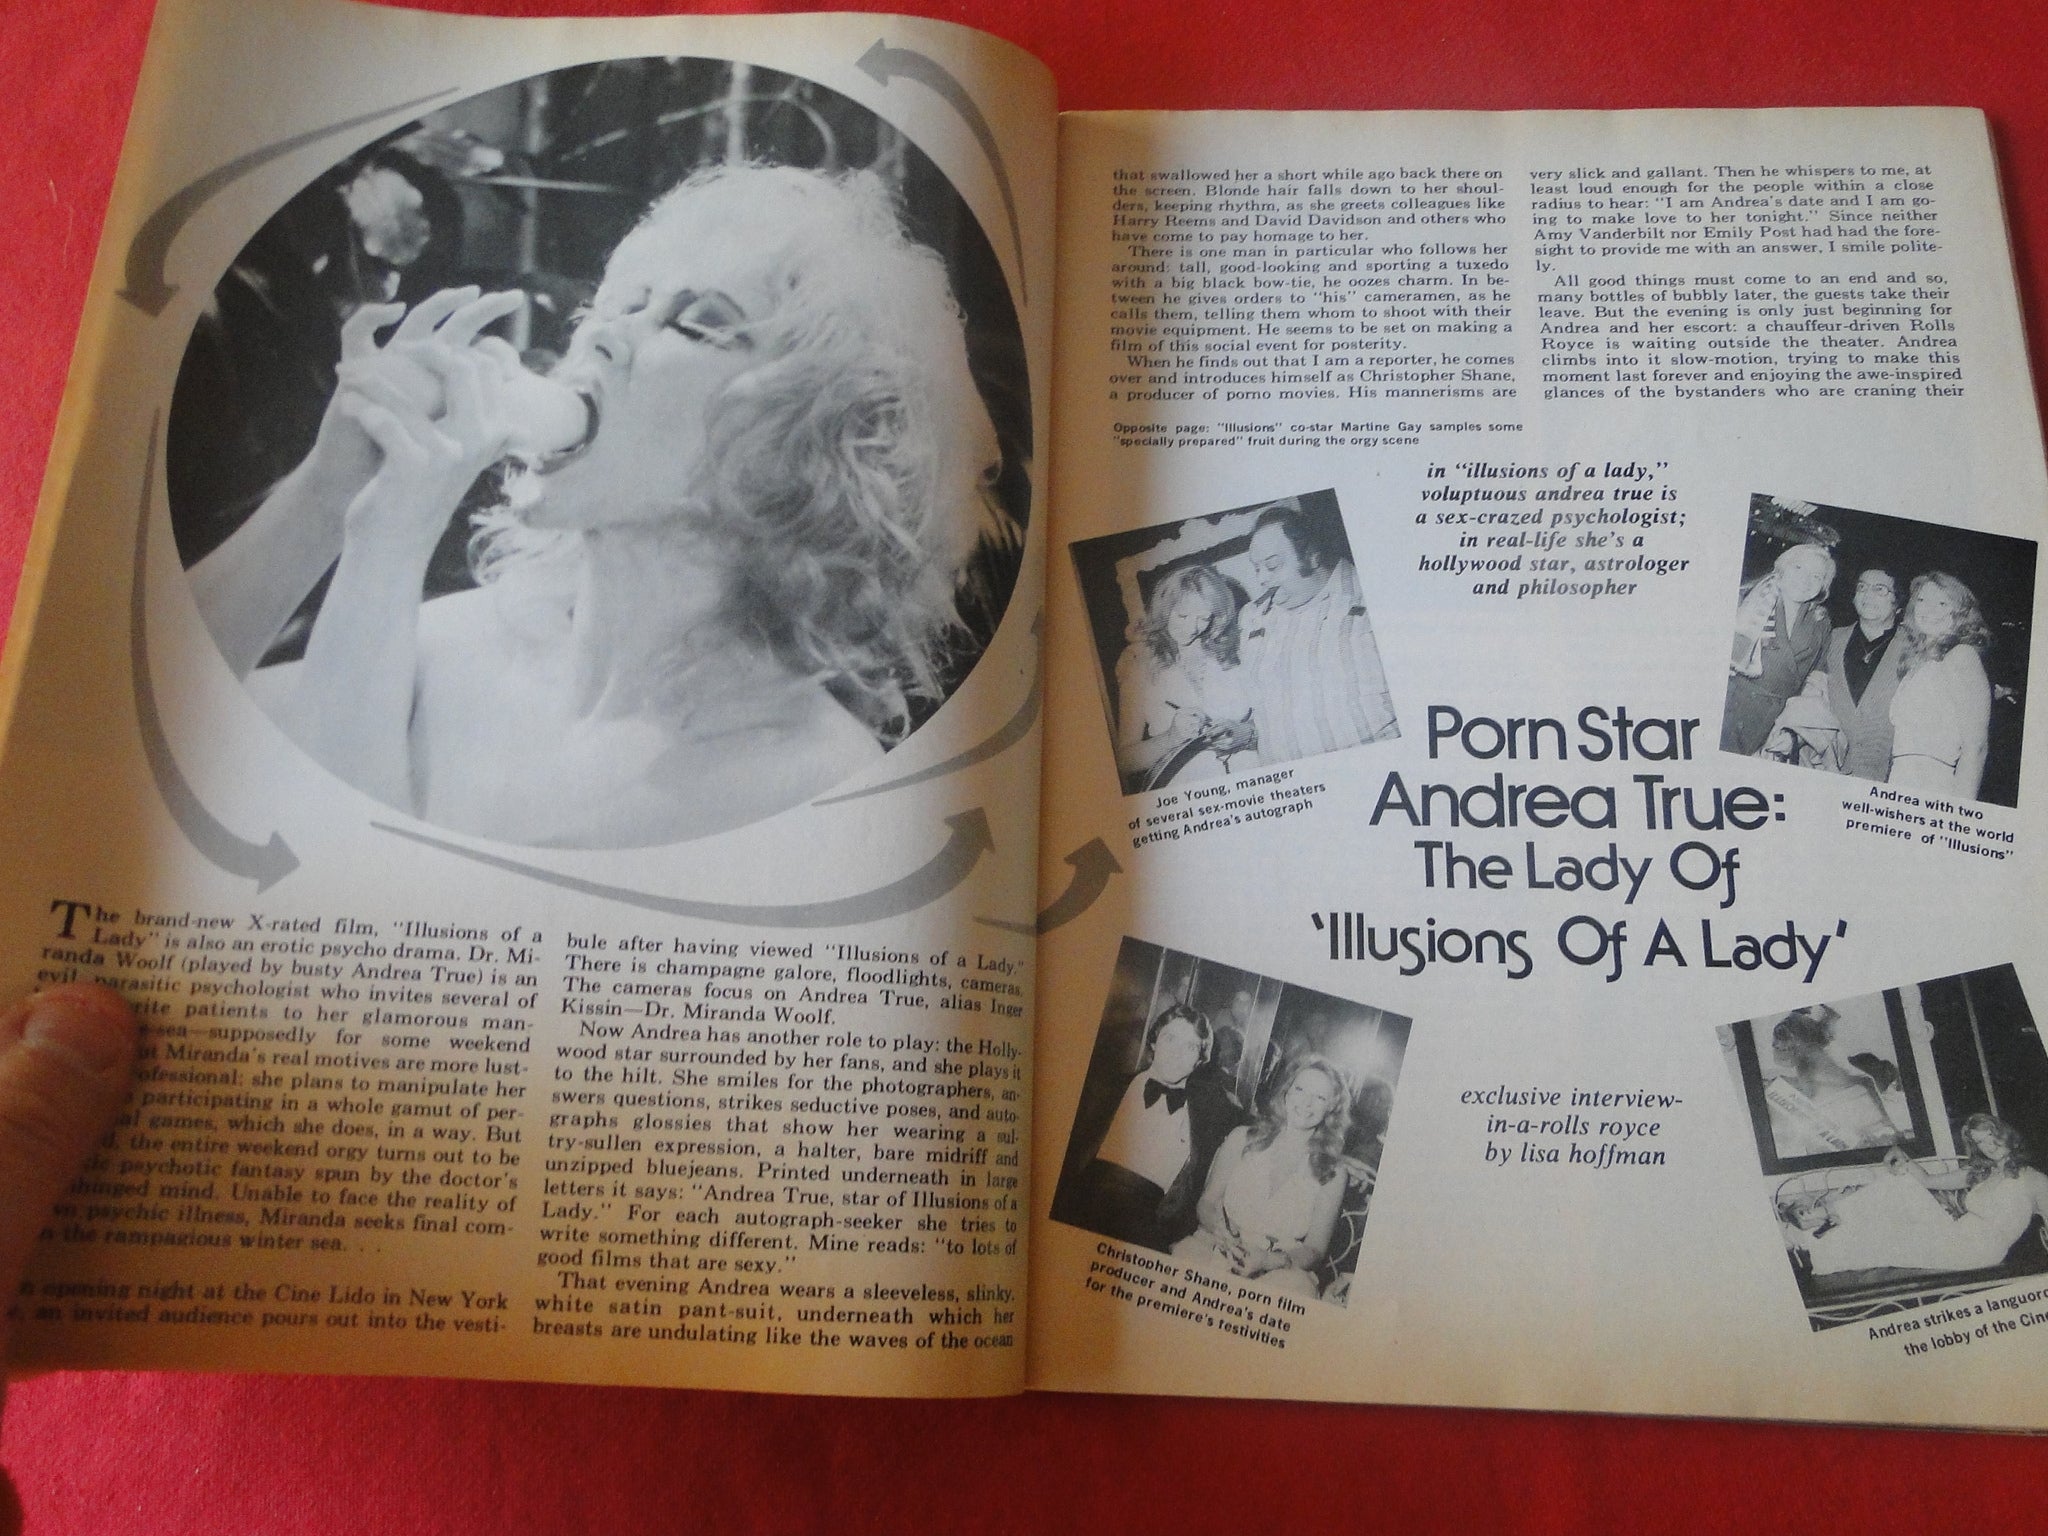 The brand-new X-rated film, "Illusions of a
Lady" is also an erotic psycho drama. Dr. Mi-
randa Woolf (played by busty Andrea True) is an
evil, parasitic psychologist who invites several of
patients to her glamorous man-
supposedly for some weekend
Miranda's real motives are more lust-
she plans to manipulate her
participating in a whole gamut of per-
games, which she does, in a way. But
the entire weekend orgy turns out to be
psychotic fantasy spun by the doctor's
mind. Unable to face the reality of
psychic illness, Miranda seeks final com-
the rampagious winter sea. . .
opening night at the Cine Lido in New York
an invited audience pours out into the vesti-
bule after having viewed "Illusions of a Lady."
There is champagne galore, floodlights, cameras.
The cameras focus on Andrea True, alias Inger
Kissin—Dr. Miranda Woolf.
Now Andrea has another role to play: the Holly-
wood star surrounded by her fans, and she plays it
to the hilt. She smiles for the photographers, an-
swers questions, strikes seductive poses, and auto-
graphs glossies that show her wearing a sul-
try-sullen expression, a halter, bare midriff and
unzipped bluejeans. Printed underneath in large
letters it says: "Andrea True, star of Illusions of a
Lady." For each autograph-seeker she tries to
write something different. Mine reads: "to lots of
good films that are sexy."
That evening Andrea wears a sleeveless, slinky,
white satin pant-suit, underneath which her
breasts are undulating like the waves of the ocean
that swallowed her a short while ago back there on
the screen. Blonde hair falls down to her shoul-
ders, keeping rhythm, as she greets colleagues like
Harry Reems and David Davidson and others who
have come to pay homage to her.
There is one man in particular who follows her
around: tall, good-looking and sporting a tuxedo
with a big black bow-tie, he oozes charm. In be-
tween he gives orders to "his" cameramen, as he
calls them, telling them whom to shoot with their
movie equipment. He seems to be set on making a
film of this social event for posterity.
When he finds out that I am a reporter, he comes
over and introduces himself as Christopher Shane,
a producer of porno movies. His mannerisms are
very slick and gallant. Then he whispers to me, at
least loud enough for the people within a close
radius to hear: "I am Andrea's date and I am go-
ing to make love to her tonight." Since neither
Amy Vanderbilt nor Emily Post had had the fore-
sight to provide me with an answer, I smile polite-
ly.
All good things must come to an end and so,
many bottles of bubbly later, the guests take their
leave. But the evening is only just beginning for
Andrea and her escort: a chauffeur-driven Rolls
Royce is waiting outside the theater. Andrea
climbs into it slow-motion, trying to make this
moment last forever and enjoying the awe-inspired
glances of the bystanders who are craning their
Opposite page: "Illusions" co-star Martine Gay samples some
"specially prepared" fruit during the orgy scene
in "illusions of a lady,"
voluptuous andrea true is
a sex-crazed psychologist;
in real-life she's a
hollywood star, astrologer
and philosopher
Joe Young, manager
of several sex-movie theaters
getting Andrea's autograph
Andrea with two
well-wishers at the world
premiere of "Illusions"
Porn Star
Andrea True:
The Lady Of
'Illusions Of A Lady'
exclusive interview-
in-a-rolls royce
by lisa hoffman
Christopher Shane, porn film
producer and Andrea's date
for the premiere's festivities
Andrea strikes a languor
the lobby of the Cine